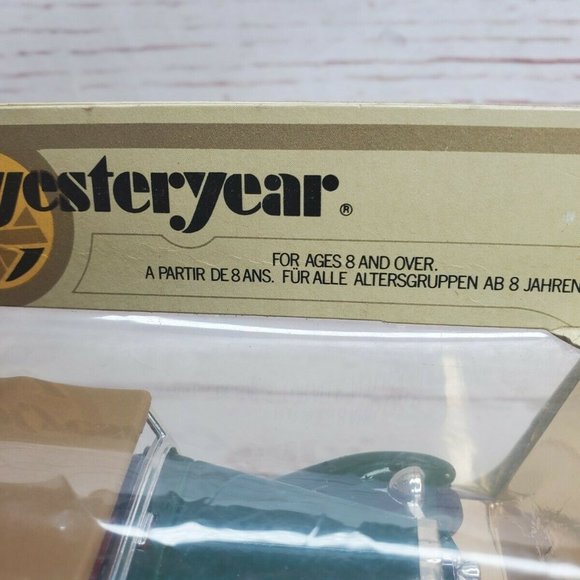 yesteryear®
FOR AGES 8 AND OVER.
A PARTIR DE 8 ANS. FÜR ALLE ALTERSGRUPPEN AB 8 JAHREN